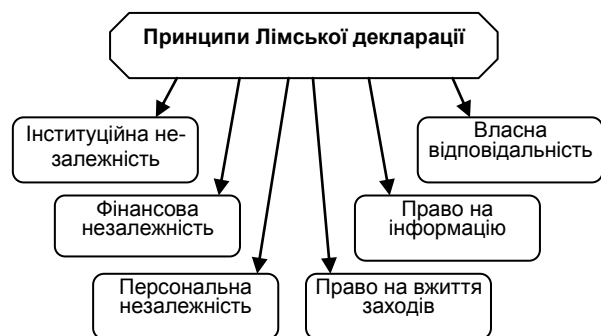 Принципи Лімської декларації
Інституційна не-
залежність
Власна
відповідальність
Фінансова
незалежність
Право на
інформацію
Персональна
незалежність
Право на вжиття
заходів